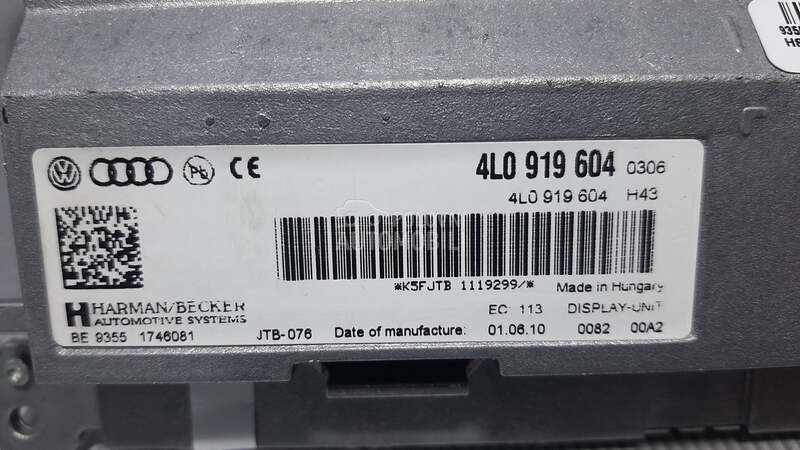 CE
4L0 919 604 0306
4L0 919 604 H43
*K5FJTB 1119299/*
Made in Hungary
HARMAN/BECKER
AUTOMOTIVE SYSTEMS
EC: 113 DISPLAY-UNIT
BE 9355 1746081 JTB-076 Date of manufacture: 01.06.10 0082 00A2
Pb